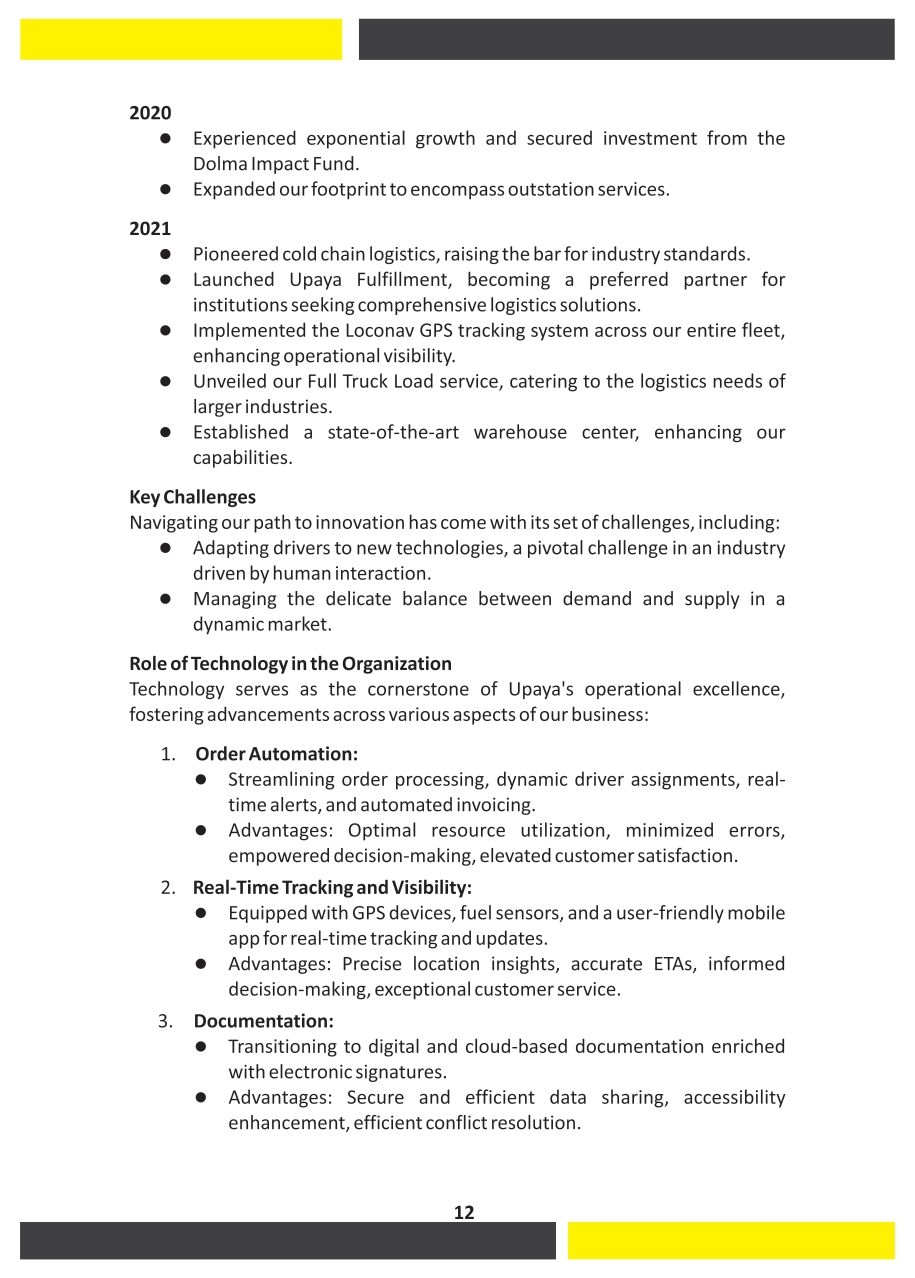 2020
● Experienced exponential growth and secured investment from the
Dolma Impact Fund.
● Expanded our footprint to encompass outstation services.
2021
● Pioneered cold chain logistics, raising the bar for industry standards.
● Launched Upaya Fulfillment, becoming a preferred partner for
institutions seeking comprehensive logistics solutions.
● Implemented the Loconav GPS tracking system across our entire fleet,
enhancing operational visibility.
● Unveiled our Full Truck Load service, catering to the logistics needs of
larger industries.
● Established a state-of-the-art warehouse center, enhancing our
capabilities.
Key Challenges
Navigating our path to innovation has come with its set of challenges, including:
● Adapting drivers to new technologies, a pivotal challenge in an industry
driven by human interaction.
● Managing the delicate balance between demand and supply in a
dynamic market.
Role of Technology in the Organization
Technology serves as the cornerstone of Upaya's operational excellence,
fostering advancements across various aspects of our business:
1. Order Automation:
● Streamlining order processing, dynamic driver assignments, real-
time alerts, and automated invoicing.
● Advantages: Optimal resource utilization, minimized errors,
empowered decision-making, elevated customer satisfaction.
2. Real-Time Tracking and Visibility:
● Equipped with GPS devices, fuel sensors, and a user-friendly mobile
app for real-time tracking and updates.
● Advantages: Precise location insights, accurate ETAs, informed
decision-making, exceptional customer service.
3. Documentation:
● Transitioning to digital and cloud-based documentation enriched
with electronic signatures.
● Advantages: Secure and efficient data sharing, accessibility
enhancement, efficient conflict resolution.
12